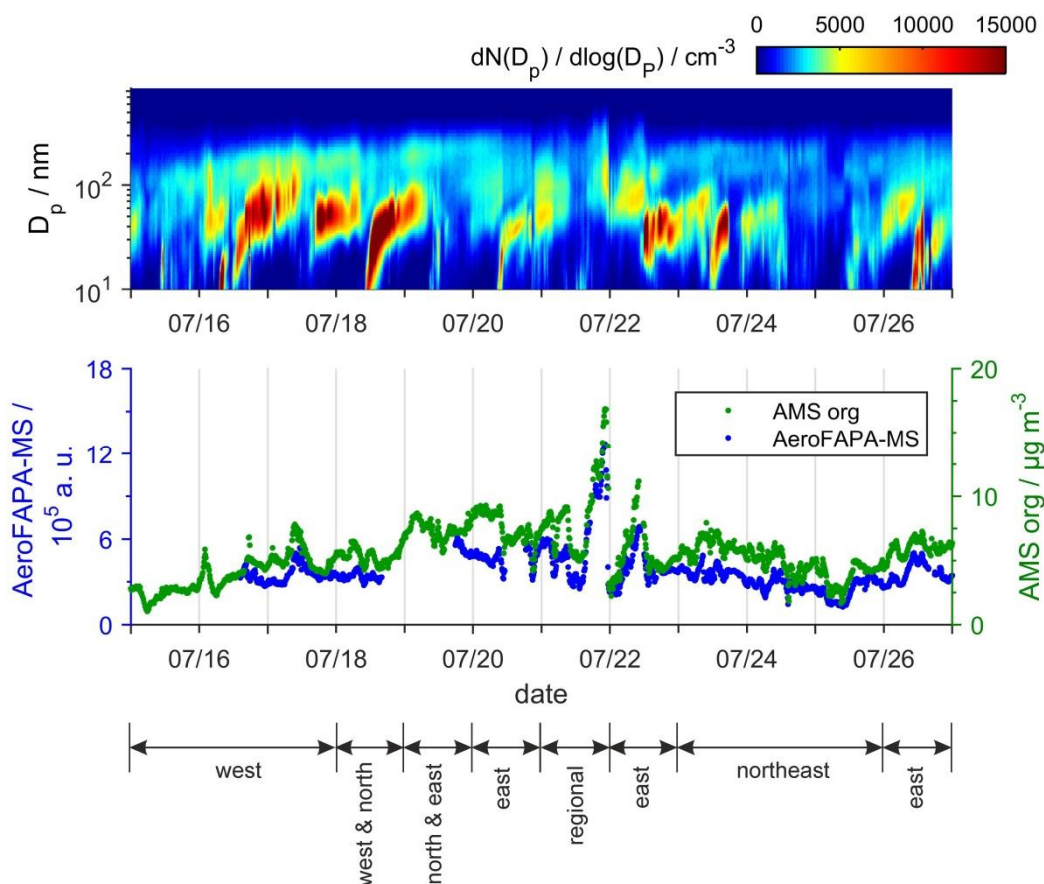 0 5000 10000 15000
dN(D_p) / dlog(D_P) / cm^-3
D_p / nm
10^2
10^1
07/16 07/18 07/20 07/22 07/24 07/26
AeroFAPA-MS /
10^5 a. u.
18
12
6
0
AMS org
AeroFAPA-MS
20
10
0
AMS org / µg m^-3
07/16 07/18 07/20 07/22 07/24 07/26
date
west
west & north
north & east
east
regional
east
northeast
east